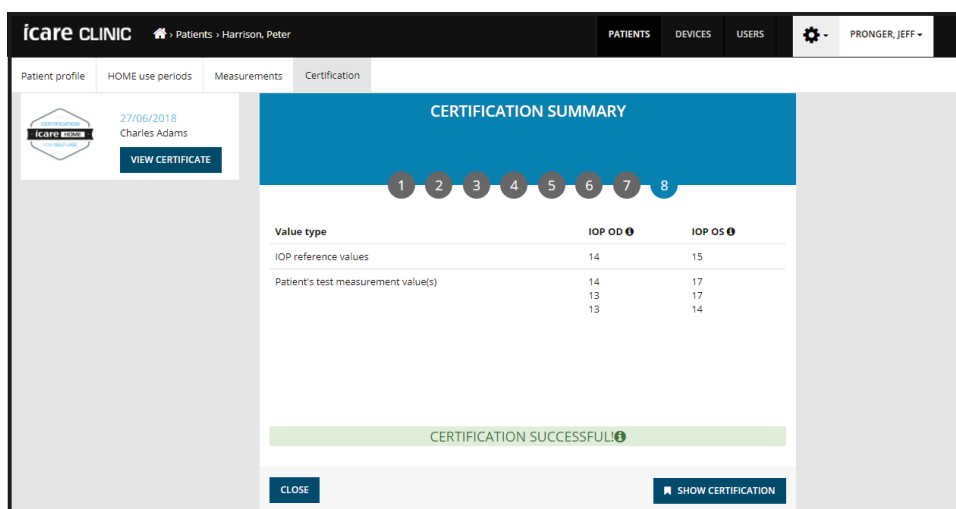 icare CLINIC › Patients › Harrison, Peter PATIENTS DEVICES USERS PRONGER, JEFF
Patient profile HOME use periods Measurements Certification
CERTIFICATION
icare HOME
FOR SELF-USE
27/06/2018
Charles Adams
VIEW CERTIFICATE
CERTIFICATION SUMMARY
1 2 3 4 5 6 7 8
Value type IOP OD IOP OS
IOP reference values 14 15
Patient's test measurement value(s) 14 17
13 17
13 14
CERTIFICATION SUCCESSFUL!
CLOSE SHOW CERTIFICATION